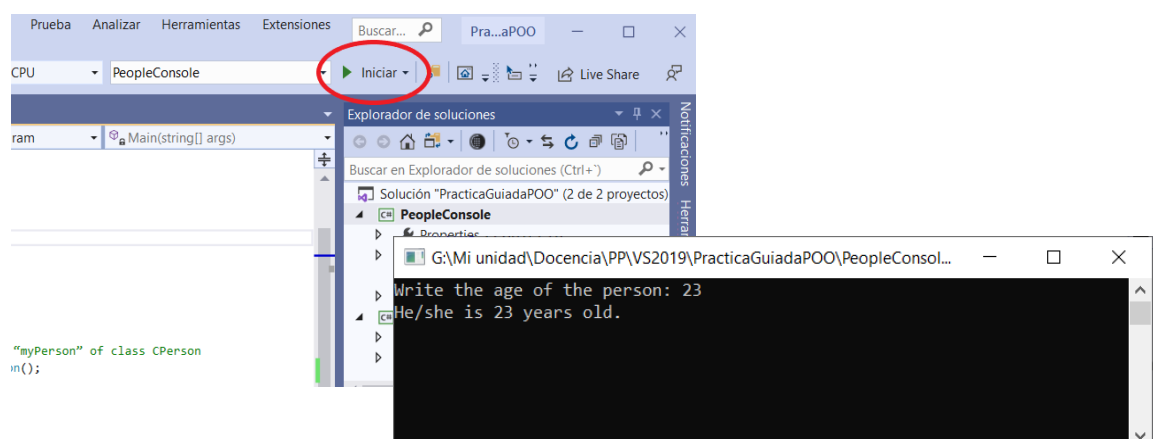 Prueba Analizar Herramientas Extensiones Buscar... Pra...aPOO
CPU PeopleConsole Iniciar Live Share
Explorador de soluciones
ram Main(string[] args)
Buscar en Explorador de soluciones (Ctrl+´)
Solución "PracticaGuiadaPOO" (2 de 2 proyectos)
C# PeopleConsole
Properties
C#
Notificaciones
G:\Mi unidad\Docencia\PP\VS2019\PracticaGuiadaPOO\PeopleConsol...
Write the age of the person: 23
He/she is 23 years old.
“myPerson” of class CPerson
n();